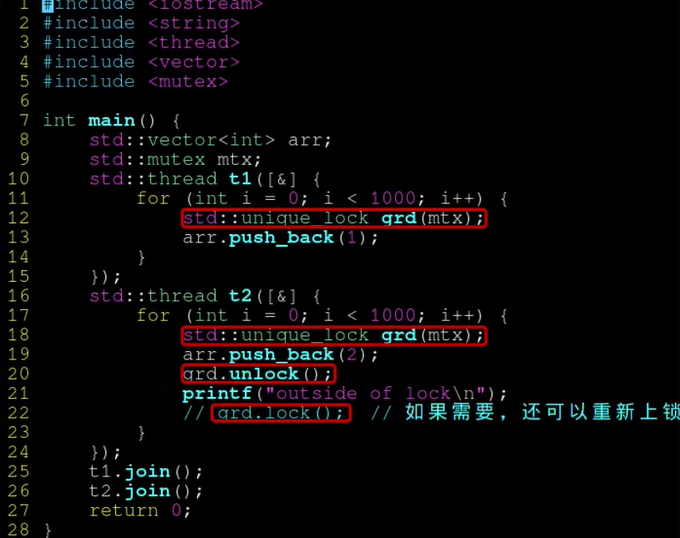 1 #include <iostream>
2 #include <string>
3 #include <thread>
4 #include <vector>
5 #include <mutex>
6
7 int main() {
8     std::vector<int> arr;
9     std::mutex mtx;
10     std::thread t1([&] {
11         for (int i = 0; i < 1000; i++) {
12             std::unique_lock grd(mtx);
13             arr.push_back(1);
14         }
15     });
16     std::thread t2([&] {
17         for (int i = 0; i < 1000; i++) {
18             std::unique_lock grd(mtx);
19             arr.push_back(2);
20             grd.unlock();
21             printf("outside of lock\n");
22             // grd.lock();  // 如果需要，还可以重新上锁
23         }
24     });
25     t1.join();
26     t2.join();
27     return 0;
28 }